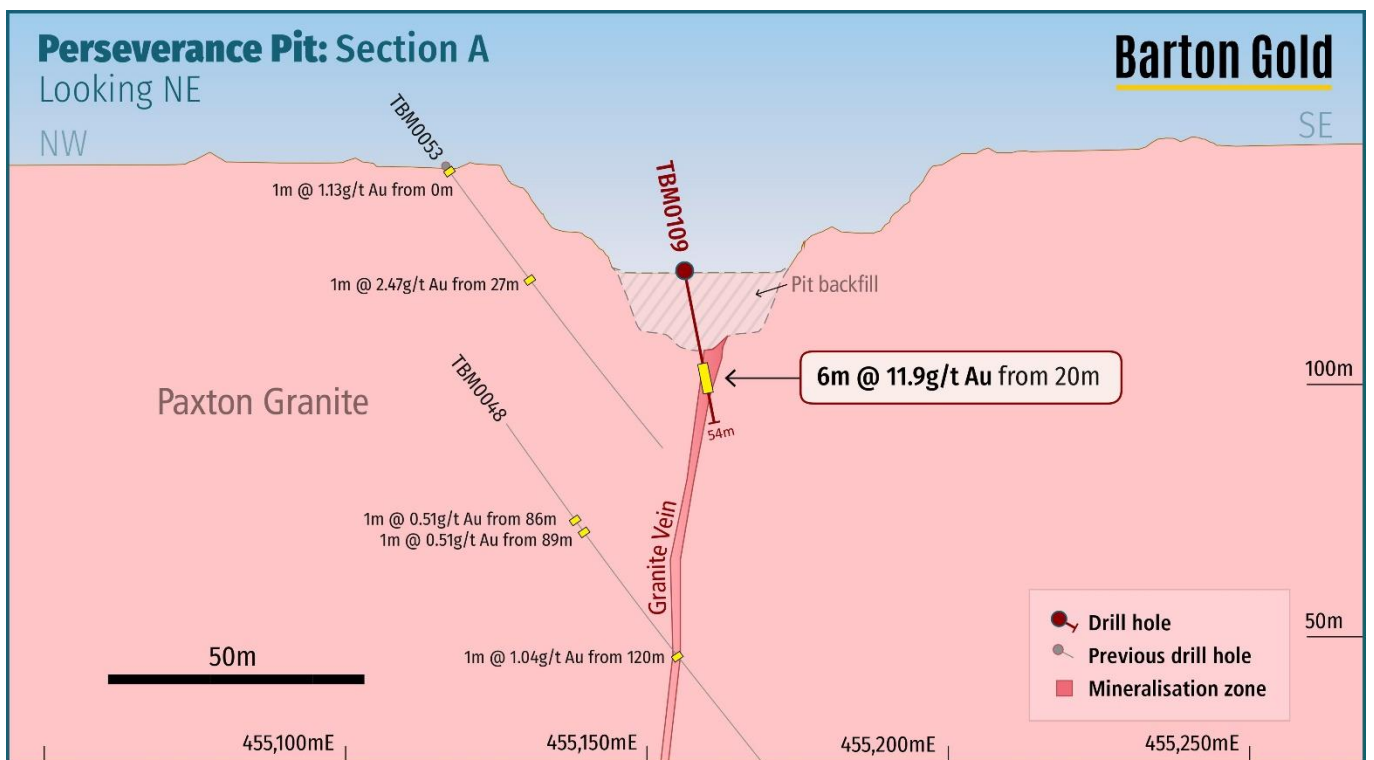 Perseverance Pit: Section A
Looking NE
Barton Gold
NW
SE
TBM0053
1m @ 1.13g/t Au from 0m
TBM0109
1m @ 2.47g/t Au from 27m
Pit backfill
TBM0048
Paxton Granite
6m @ 11.9g/t Au from 20m
100m
54m
1m @ 0.51g/t Au from 86m
1m @ 0.51g/t Au from 89m
Granite Vein
Drill hole
50m
Previous drill hole
Mineralisation zone
1m @ 1.04g/t Au from 120m
50m
455,100mE
455,150mE
455,200mE
455,250mE